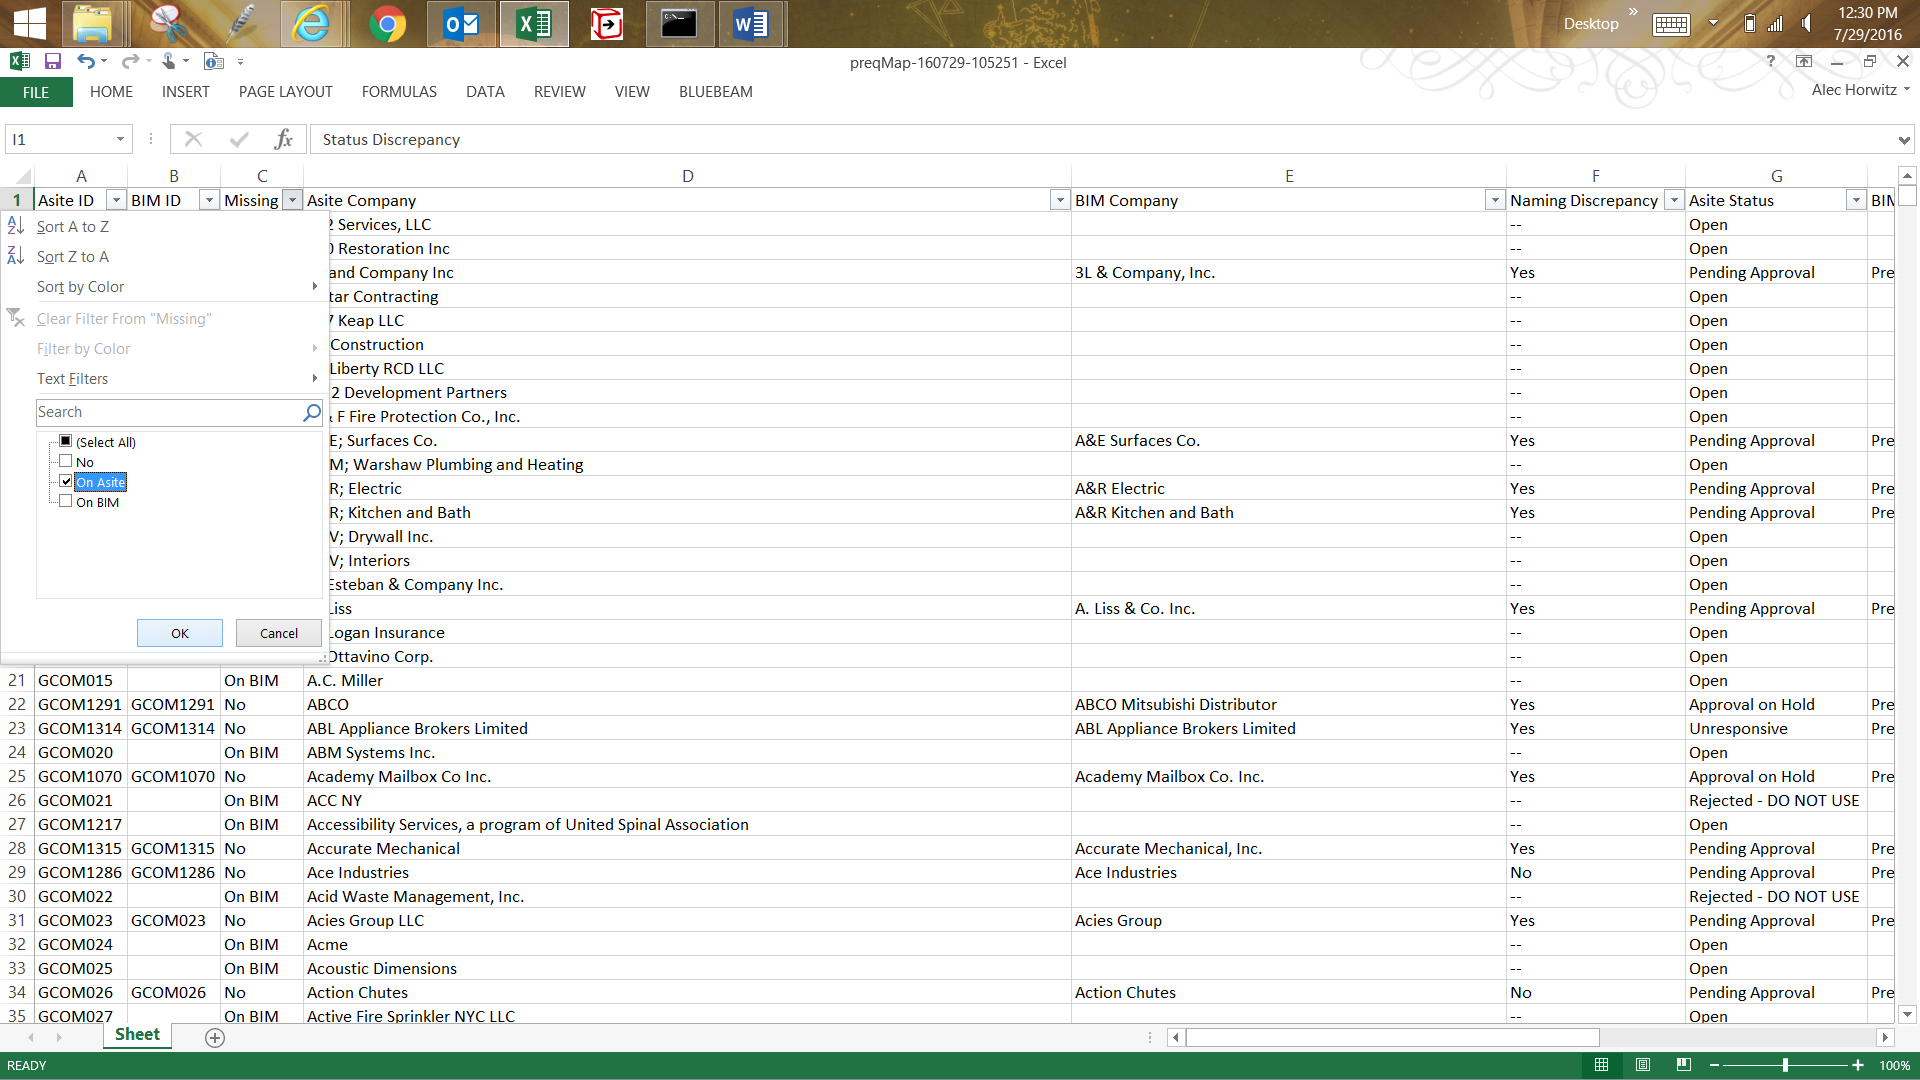 Desktop
12:30 PM
7/29/2016
preqMap-160729-105251 - Excel
FILE HOME INSERT PAGE LAYOUT FORMULAS DATA REVIEW VIEW BLUEBEAM
Alec Horwitz
I1 fx Status Discrepancy
A B C D E F G
1 Asite ID BIM ID Missing Asite Company BIM Company Naming Discrepancy Asite Status BIM
Sort A to Z
Sort Z to A
Sort by Color
Clear Filter From "Missing"
Filter by Color
Text Filters
Search
(Select All)
No
On Asite
On BIM
OK Cancel
2 Services, LLC -- Open
0 Restoration Inc -- Open
and Company Inc 3L & Company, Inc. Yes Pending Approval Pre
tar Contracting -- Open
7 Keap LLC -- Open
Construction -- Open
Liberty RCD LLC -- Open
2 Development Partners -- Open
& F Fire Protection Co., Inc. -- Open
E; Surfaces Co. A&E Surfaces Co. Yes Pending Approval Pre
M; Warshaw Plumbing and Heating -- Open
R; Electric A&R Electric Yes Pending Approval Pre
R; Kitchen and Bath A&R Kitchen and Bath Yes Pending Approval Pre
V; Drywall Inc. -- Open
V; Interiors -- Open
Esteban & Company Inc. -- Open
Liss A. Liss & Co. Inc. Yes Pending Approval Pre
Logan Insurance -- Open
Ottavino Corp. -- Open
21 GCOM015 On BIM A.C. Miller -- Open
22 GCOM1291 GCOM1291 No ABCO ABCO Mitsubishi Distributor Yes Approval on Hold Pre
23 GCOM1314 GCOM1314 No ABL Appliance Brokers Limited ABL Appliance Brokers Limited Yes Unresponsive Pre
24 GCOM020 On BIM ABM Systems Inc. -- Open
25 GCOM1070 GCOM1070 No Academy Mailbox Co Inc. Academy Mailbox Co. Inc. Yes Approval on Hold Pre
26 GCOM021 On BIM ACC NY -- Rejected - DO NOT USE
27 GCOM1217 On BIM Accessibility Services, a program of United Spinal Association -- Open
28 GCOM1315 GCOM1315 No Accurate Mechanical Accurate Mechanical, Inc. Yes Pending Approval Pre
29 GCOM1286 GCOM1286 No Ace Industries Ace Industries No Pending Approval Pre
30 GCOM022 On BIM Acid Waste Management, Inc. -- Rejected - DO NOT USE
31 GCOM023 GCOM023 No Acies Group LLC Acies Group Yes Pending Approval Pre
32 GCOM024 On BIM Acme -- Open
33 GCOM025 On BIM Acoustic Dimensions -- Open
34 GCOM026 GCOM026 No Action Chutes Action Chutes No Pending Approval Pre
35 GCOM027 On BIM Active Fire Sprinkler NYC LLC -- Open
Sheet
READY 100%